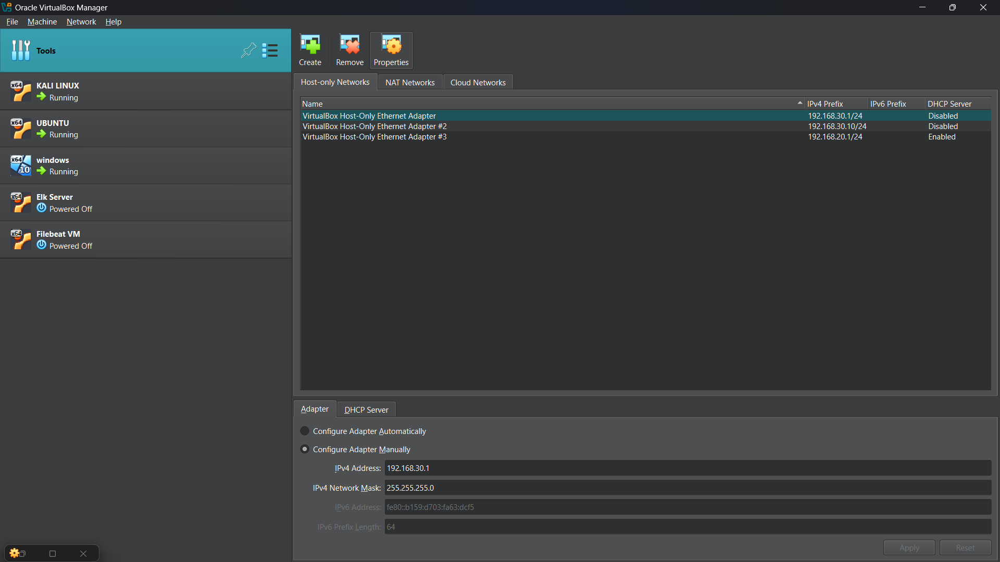 Oracle VirtualBox Manager
File Machine Network Help
Tools
Create Remove Properties
x64 KALI LINUX
Running
x64 UBUNTU
Running
x64 10 windows
Running
x64 Elk Server
Powered Off
x64 Filebeat VM
Powered Off
Host-only Networks NAT Networks Cloud Networks
Name IPv4 Prefix IPv6 Prefix DHCP Server
VirtualBox Host-Only Ethernet Adapter 192.168.30.1/24 Disabled
VirtualBox Host-Only Ethernet Adapter #2 192.168.30.10/24 Disabled
VirtualBox Host-Only Ethernet Adapter #3 192.168.20.1/24 Enabled
Adapter DHCP Server
Configure Adapter Automatically
Configure Adapter Manually
IPv4 Address: 192.168.30.1
IPv4 Network Mask: 255.255.255.0
IPv6 Address: fe80::b159:d703:fa63:dcf5
IPv6 Prefix Length: 64
Apply Reset